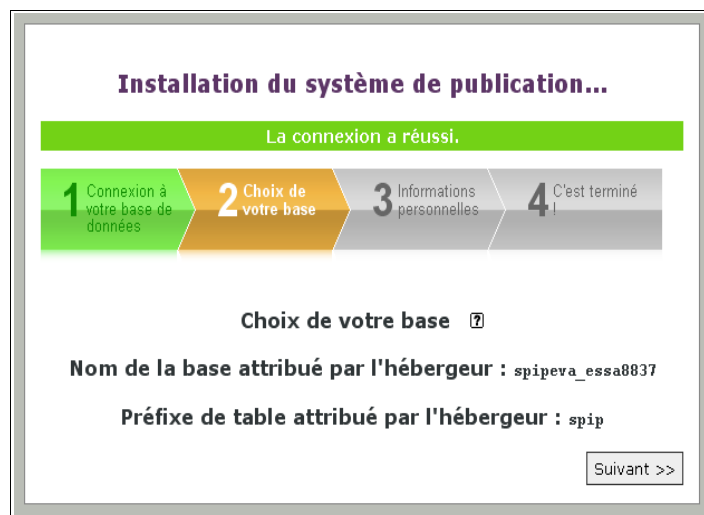 Installation du système de publication...
La connexion a réussi.
1 Connexion à
votre base de
données
2 Choix de
votre base
3 Informations
personnelles
4 C'est terminé
!
Choix de votre base ?
Nom de la base attribué par l'hébergeur : spipeva_essa8837
Préfixe de table attribué par l'hébergeur : spip
Suivant >>